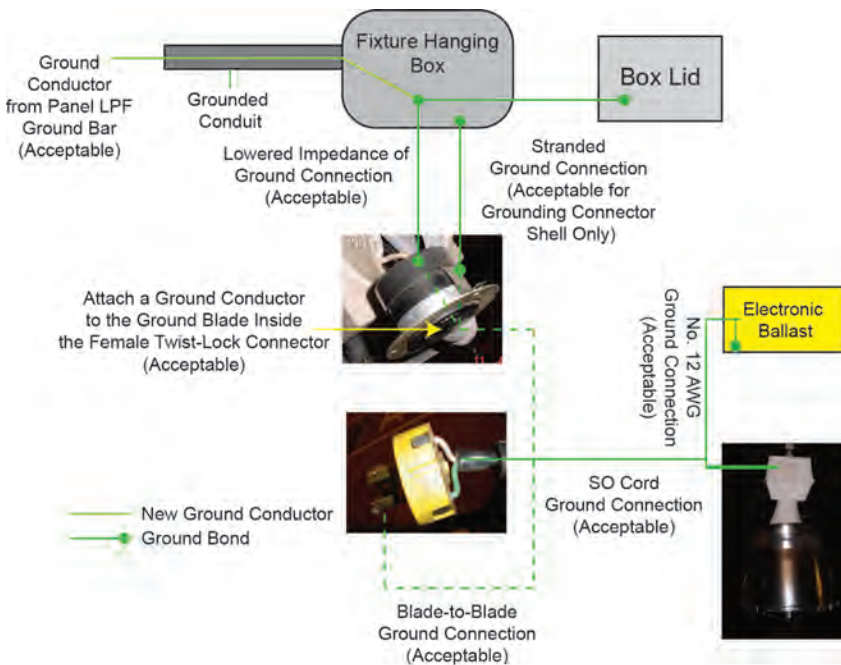 Fixture Hanging
Box
Box Lid
Ground
Conductor
from Panel LPF
Ground Bar
(Acceptable)
Grounded
Conduit
Lowered Impedance of
Ground Connection
(Acceptable)
Stranded
Ground Connection
(Acceptable for
Grounding Connector
Shell Only)
Attach a Ground Conductor
to the Ground Blade Inside
the Female Twist-Lock Connector
(Acceptable)
No. 12 AWG
Ground Connection
(Acceptable)
Electronic
Ballast
SO Cord
Ground Connection
(Acceptable)
New Ground Conductor
Ground Bond
Blade-to-Blade
Ground Connection
(Acceptable)